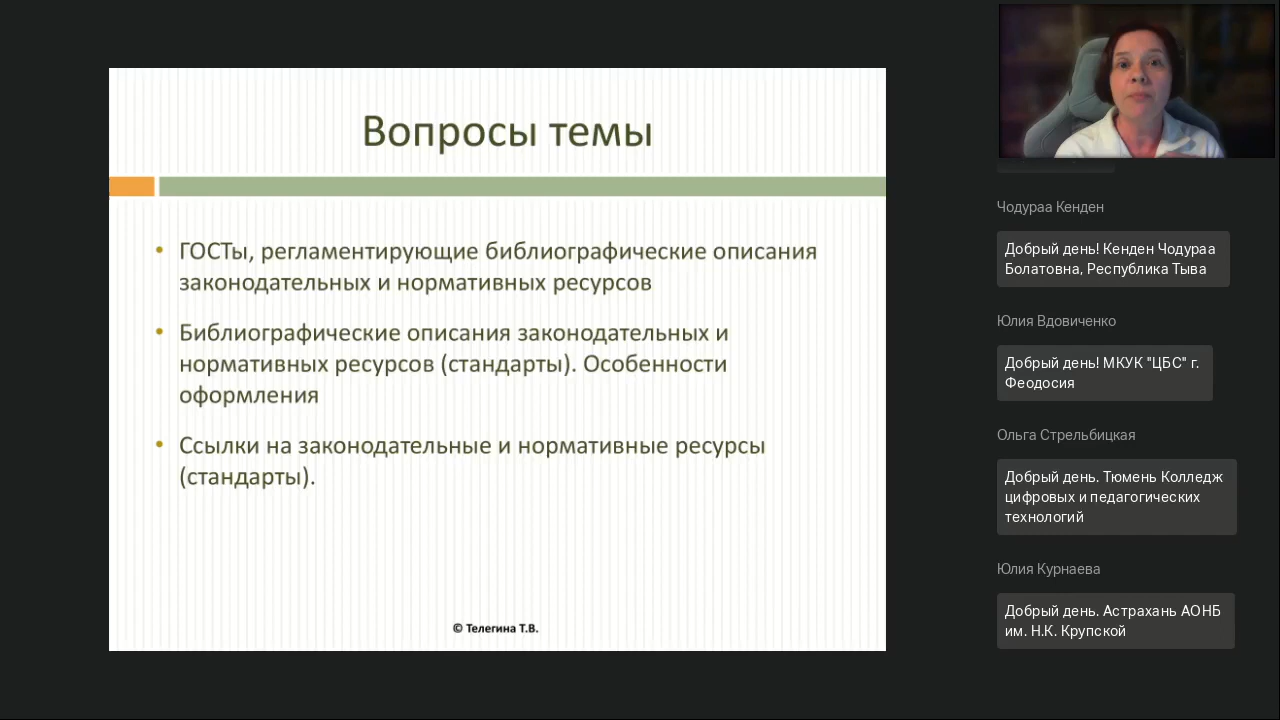 Вопросы темы
• ГОСТы, регламентирующие библиографические описания
законодательных и нормативных ресурсов
• Библиографические описания законодательных и
нормативных ресурсов (стандарты). Особенности
оформления
• Ссылки на законодательные и нормативные ресурсы
(стандарты).
© Телегина Т.В.
Чодураа Кенден
Добрый день! Кенден Чодураа
Болатовна, Республика Тыва
Юлия Вдовиченко
Добрый день! МКУК "ЦБС" г.
Феодосия
Ольга Стрельбицкая
Добрый день. Тюмень Колледж
цифровых и педагогических
технологий
Юлия Курнаева
Добрый день. Астрахань АОНБ
им. Н.К. Крупской